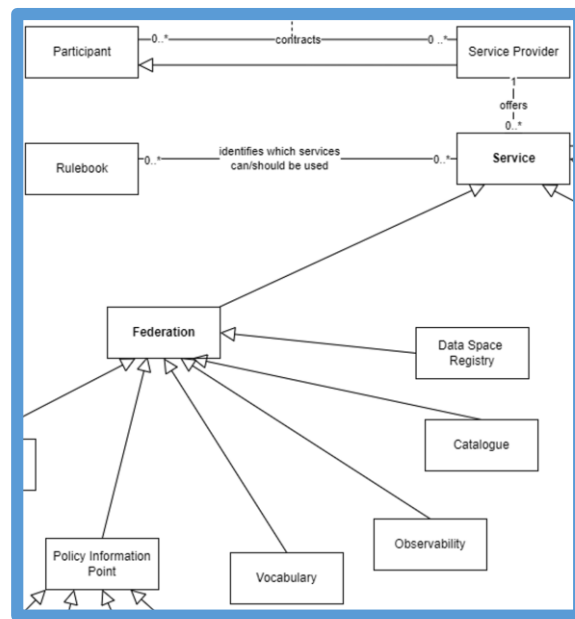 0..*
contracts
0 ..*
Participant
Service Provider
1
offers
0..*
identifies which services
can/should be used
Rulebook
0..*
0..*
Service
Federation
Data Space
Registry
Catalogue
Observability
Policy Information
Point
Vocabulary